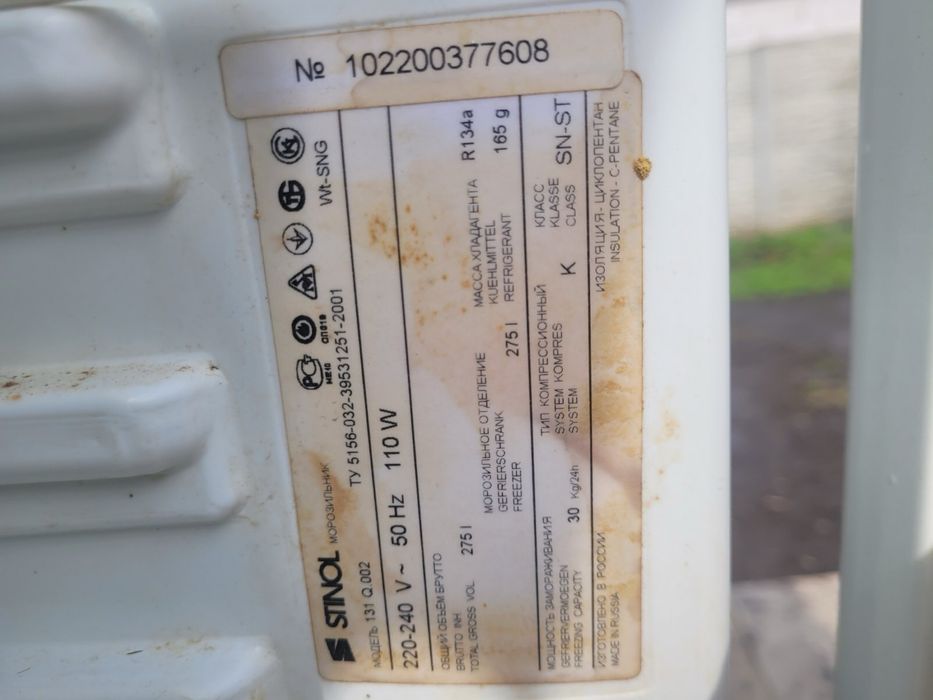 № 102200377608
STINOL МОРОЗИЛЬНИК
ТУ 5156-032-39531251-2001
МЕ10
ОП019
Wt-SNG
МОДЕЛЬ 131 Q.002
220-240 V ~ 50 Hz 110 W
ОБЩИЙ ОБЪЁМ БРУТТО
BRUTTO INH
TOTAL GROSS VOL
275 l
МОРОЗИЛЬНОЕ ОТДЕЛЕНИЕ
GEFRIERSCHRANK
FREEZER
275 l
МАССА ХЛАДАГЕНТА
KUEHLMITTEL
REFRIGERANT
R134a
165 g
МОЩНОСТЬ ЗАМОРАЖИВАНИЯ
GEFRIERVERMOEGEN
FREEZING CAPACITY
30 Kg/24h
ТИП КОМПРЕССИОННЫЙ
SYSTEM KOMPRES
SYSTEM
K
КЛАСС
KLASSE
CLASS
SN-ST
ИЗГОТОВЛЕНО В РОССИИ
MADE IN RUSSIA
ИЗОЛЯЦИЯ - ЦИКЛОПЕНТАН
INSULATION - C-PENTANE